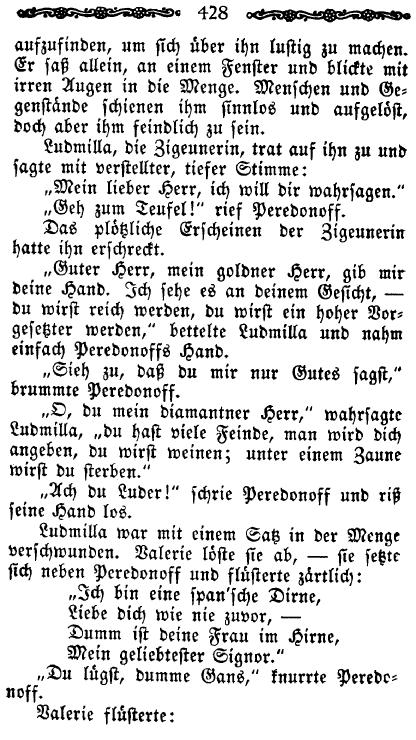 428
aufzufinden, um sich über ihn lustig zu machen.
Er saß allein, an einem Fenster und blickte mit
irren Augen in die Menge. Menschen und Ge-
genstände schienen ihm sinnlos und aufgelöst,
doch aber ihm feindlich zu sein.
Ludmilla, die Zigeunerin, trat auf ihn zu und
sagte mit verstellter, tiefer Stimme:
„Mein lieber Herr, ich will dir wahrsagen.“
„Geh zum Teufel!“ rief Peredonoff.
Das plötzliche Erscheinen der Zigeunerin
hatte ihn erschreckt.
„Guter Herr, mein goldner Herr, gib mir
deine Hand. Ich sehe es an deinem Gesicht, —
du wirst reich werden, du wirst ein hoher Vor-
gesetzter werden,“ bettelte Ludmilla und nahm
einfach Peredonoffs Hand.
„Sieh zu, daß du mir nur Gutes sagst,“
brummte Peredonoff.
„O, du mein diamantner Herr,“ wahrsagte
Ludmilla, „du hast viele Feinde, man wird dich
angeben, du wirst weinen; unter einem Zaune
wirst du sterben.“
„Ach du Luder!“ schrie Peredonoff und riß
seine Hand los.
Ludmilla war mit einem Satz in der Menge
verschwunden. Valerie löste sie ab, — sie setzte
sich neben Peredonoff und flüsterte zärtlich:
„Ich bin eine span'sche Dirne,
Liebe dich wie nie zuvor, —
Dumm ist deine Frau im Hirne,
Mein geliebtester Signor.“
„Du lügst, dumme Gans,“ knurrte Peredo-
noff.
Valerie flüsterte: